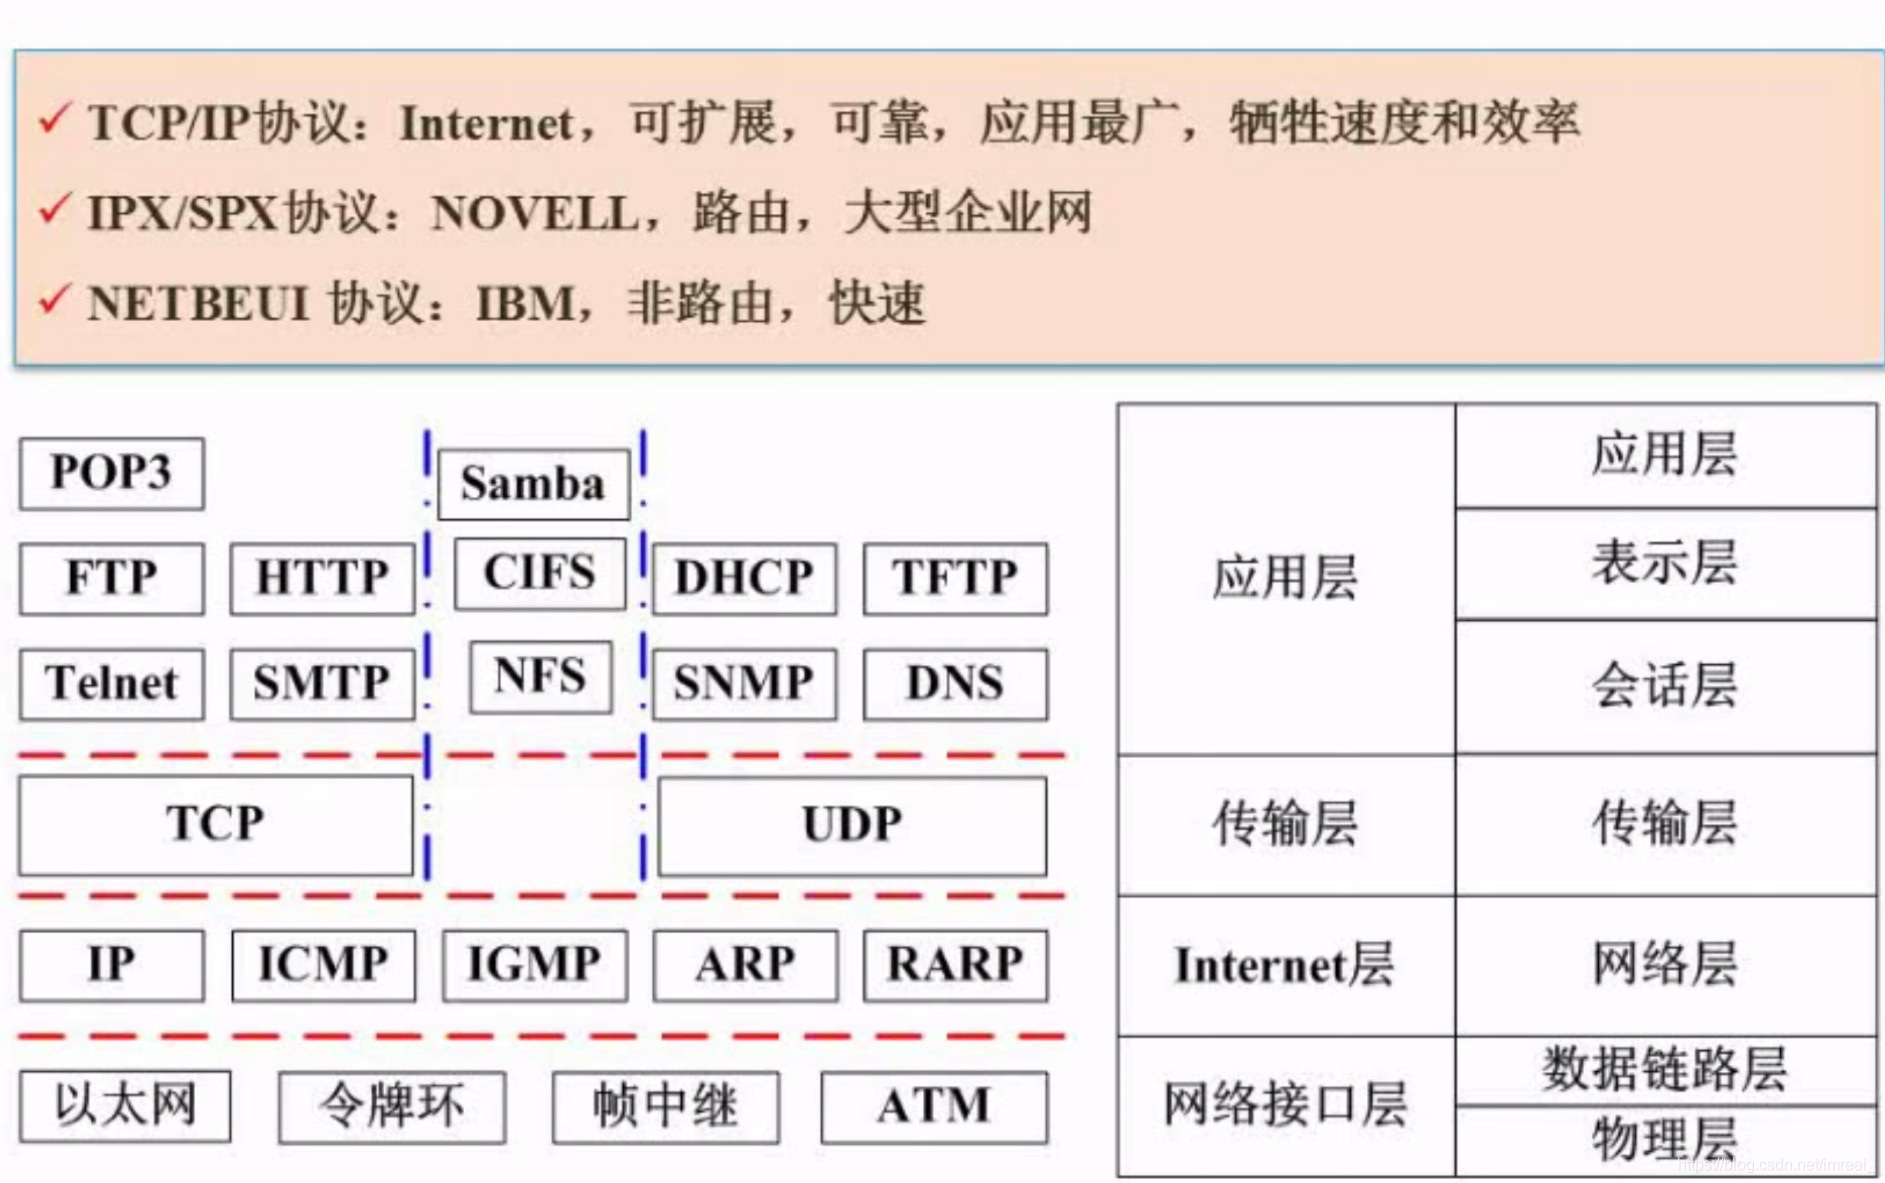 TCP/IP协议：Internet，可扩展，可靠，应用最广，牺牲速度和效率
IPX/SPX协议：NOVELL，路由，大型企业网
NETBEUI 协议：IBM，非路由，快速
POP3
Samba
FTP
HTTP
CIFS
DHCP
TFTP
Telnet
SMTP
NFS
SNMP
DNS
TCP
UDP
IP
ICMP
IGMP
ARP
RARP
以太网
令牌环
帧中继
ATM
应用层
应用层
表示层
会话层
传输层
传输层
Internet层
网络层
网络接口层
数据链路层
物理层
https://blog.csdn.net/imreal_